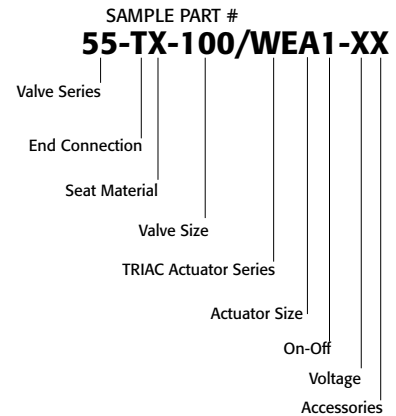 SAMPLE PART #
55-TX-100/WEA1-XX
Valve Series
End Connection
Seat Material
Valve Size
TRIAC Actuator Series
Actuator Size
On-Off
Voltage
Accessories